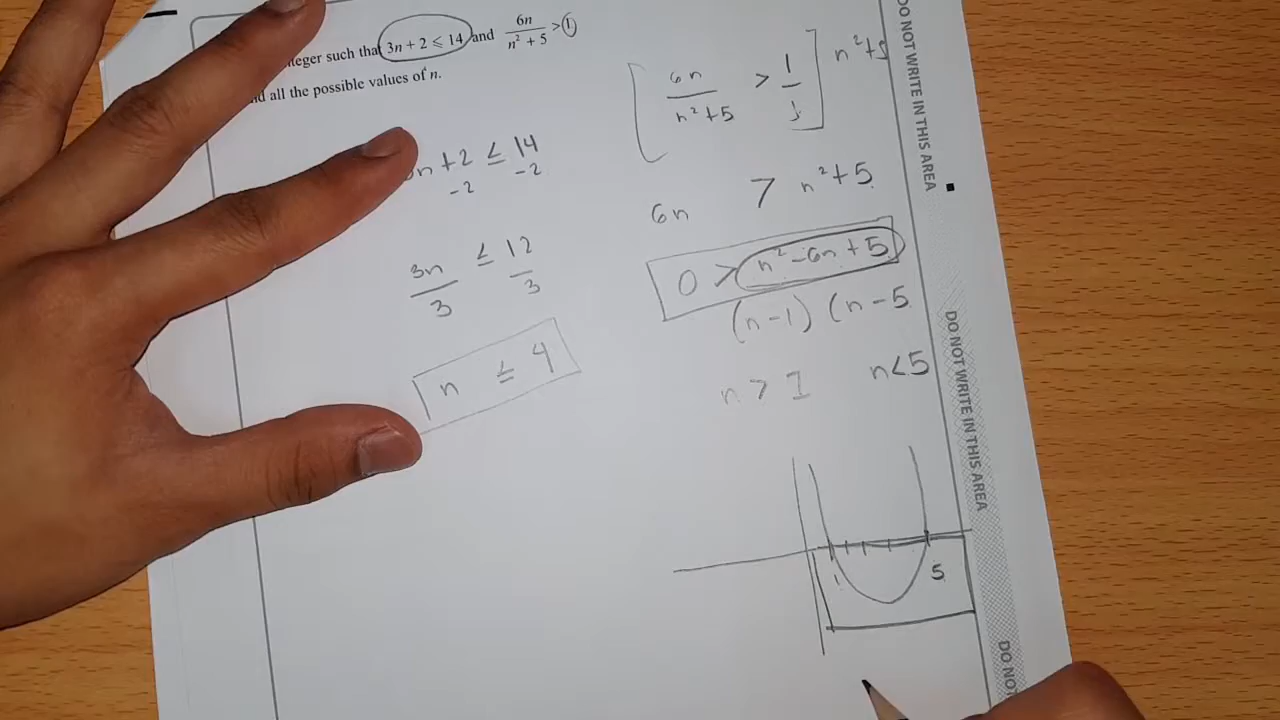 such that 3n + 2 ≤ 14 and 6n / n² + 5 > 1
all the possible values of n.
n + 2 ≤ 14
-2 -2
3n / 3 ≤ 12 / 3
n ≤ 4
6n / n² + 5 > 1 / 1 n² + 5
6n > n² + 5
0 > n² - 6n + 5
(n - 1) (n - 5
n > 1 n < 5
5
DO NOT WRITE IN THIS AREA
DO NOT WRITE IN THIS AREA
DO NO